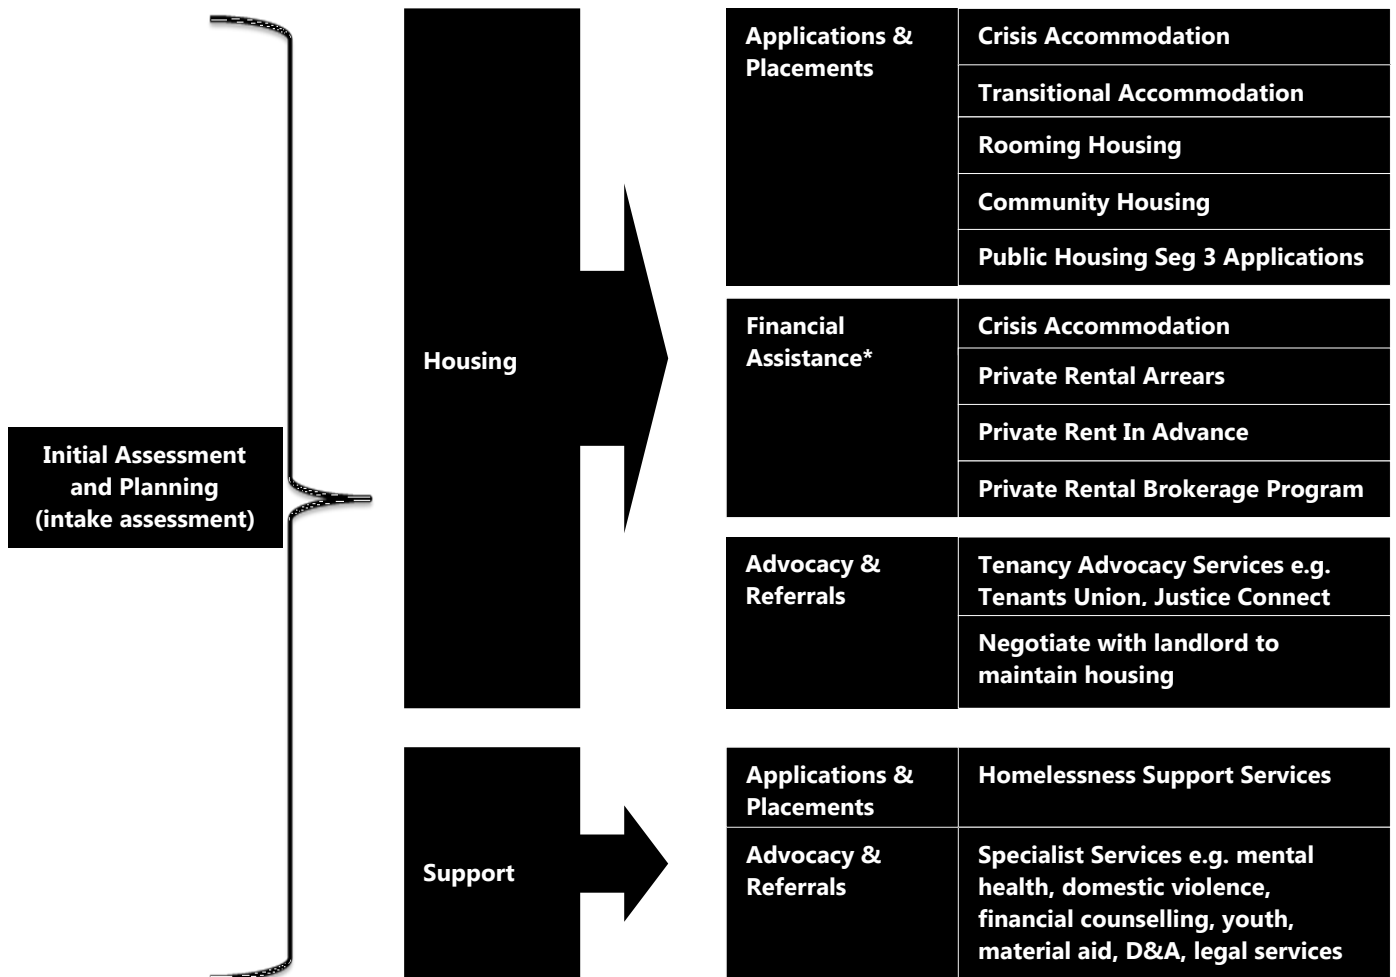 Initial Assessment
and Planning
(intake assessment)
Housing
Applications &
Placements
Crisis Accommodation
Transitional Accommodation
Rooming Housing
Community Housing
Public Housing Seg 3 Applications
Financial
Assistance*
Crisis Accommodation
Private Rental Arrears
Private Rent In Advance
Private Rental Brokerage Program
Advocacy &
Referrals
Tenancy Advocacy Services e.g.
Tenants Union, Justice Connect
Negotiate with landlord to
maintain housing
Support
Applications &
Placements
Homelessness Support Services
Advocacy &
Referrals
Specialist Services e.g. mental
health, domestic violence,
financial counselling, youth,
material aid, D&A, legal services